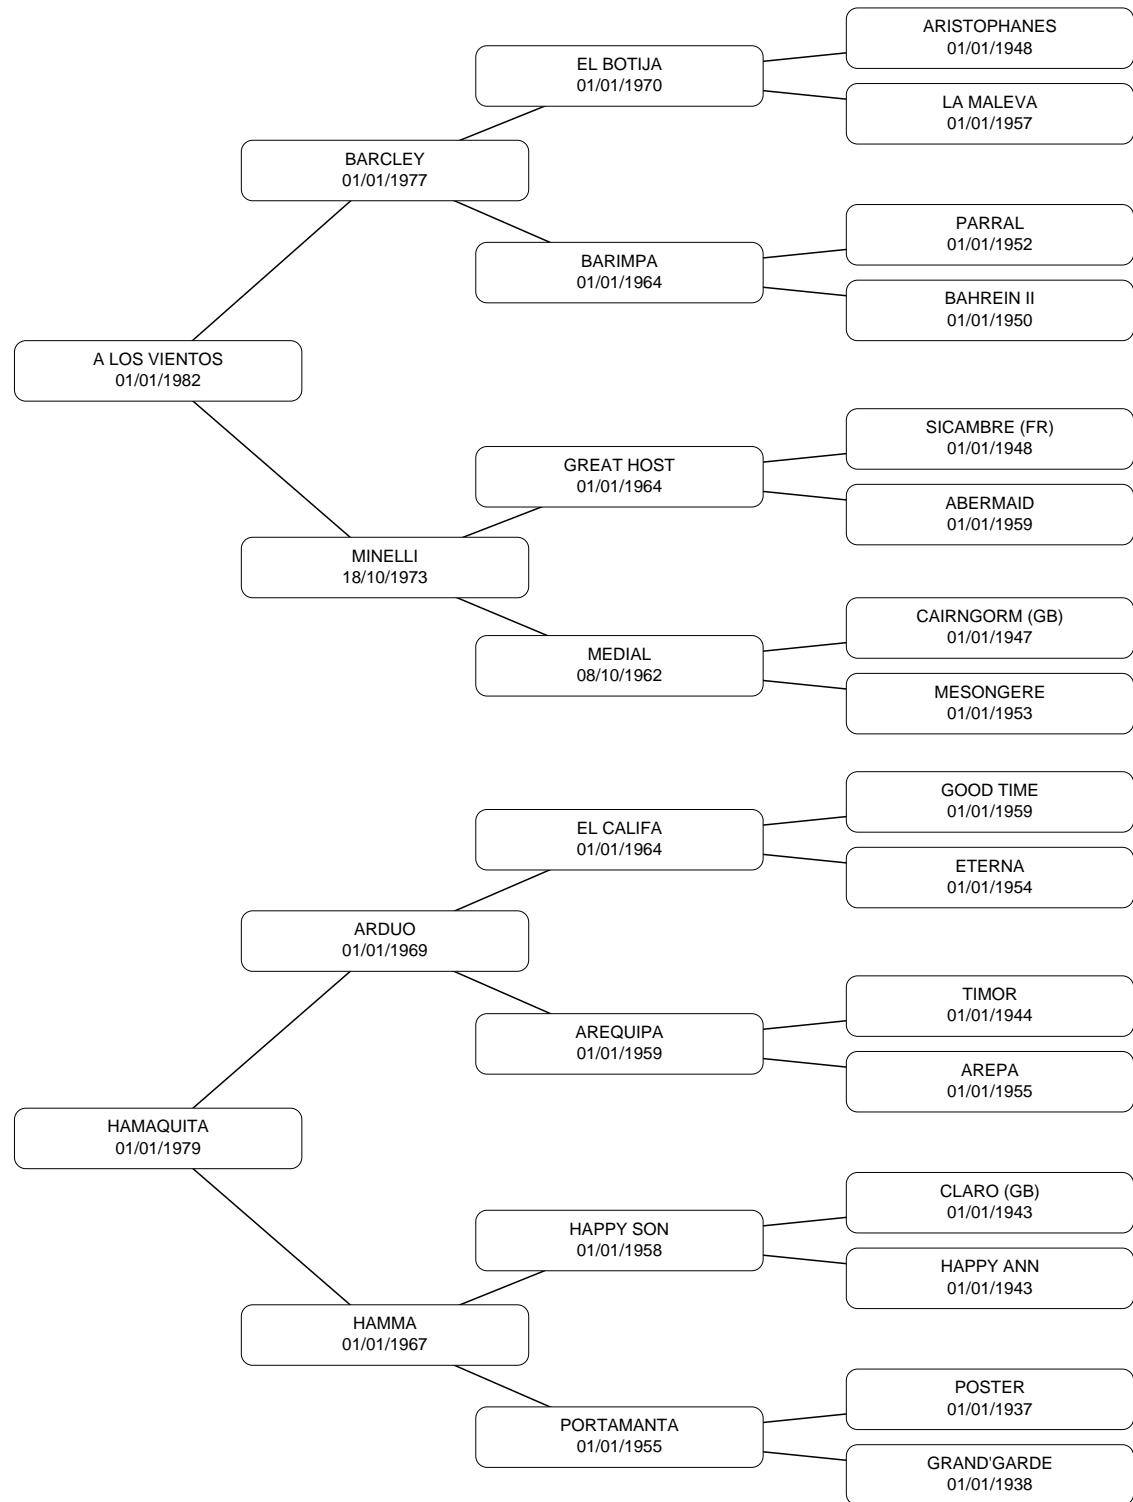 ARISTOPHANES
01/01/1948
EL BOTIJA
01/01/1970
LA MALEVA
01/01/1957
BARCLEY
01/01/1977
PARRAL
01/01/1952
BARIMPA
01/01/1964
BAHREIN II
01/01/1950
A LOS VIENTOS
01/01/1982
SICAMBRE (FR)
01/01/1948
GREAT HOST
01/01/1964
ABERMAID
01/01/1959
MINELLI
18/10/1973
CAIRNGORM (GB)
01/01/1947
MEDIAL
08/10/1962
MESONGERE
01/01/1953
GOOD TIME
01/01/1959
EL CALIFA
01/01/1964
ETERNA
01/01/1954
ARDUO
01/01/1969
TIMOR
01/01/1944
AREQUIPA
01/01/1959
AREPA
01/01/1955
HAMAQUITA
01/01/1979
CLARO (GB)
01/01/1943
HAPPY SON
01/01/1958
HAPPY ANN
01/01/1943
HAMMA
01/01/1967
POSTER
01/01/1937
PORTAMANTA
01/01/1955
GRAND'GARDE
01/01/1938